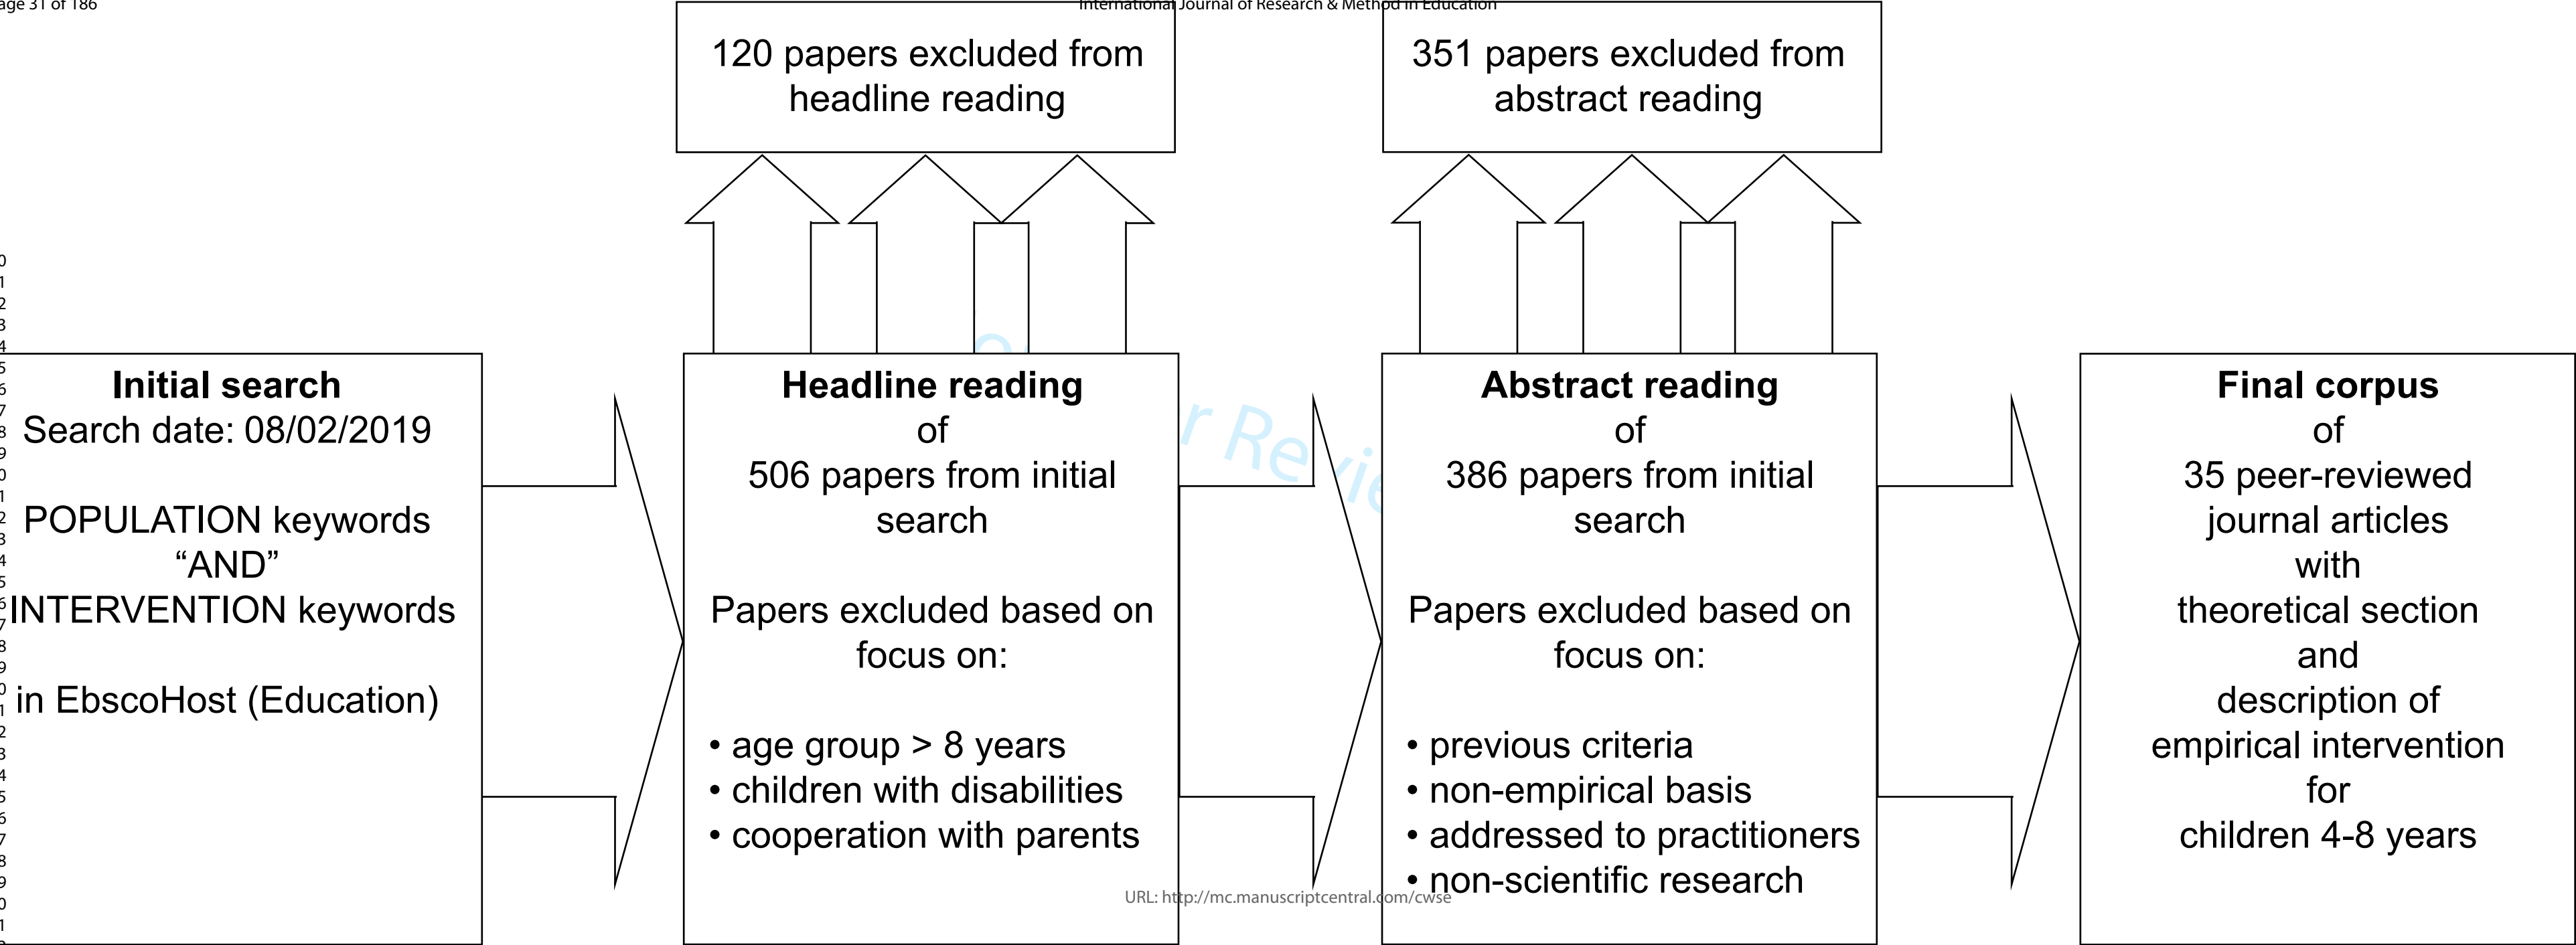 age 31 of 186
International Journal of Research & Method in Education
120 papers excluded from
headline reading
351 papers excluded from
abstract reading
Initial search
Search date: 08/02/2019
POPULATION keywords
“AND”
INTERVENTION keywords
in EbscoHost (Education)
Headline reading
of
506 papers from initial
search
Papers excluded based on
focus on:
• age group > 8 years
• children with disabilities
• cooperation with parents
Abstract reading
of
386 papers from initial
search
Papers excluded based on
focus on:
• previous criteria
• non-empirical basis
• addressed to practitioners
• non-scientific research
Final corpus
of
35 peer-reviewed
journal articles
with
theoretical section
and
description of
empirical intervention
for
children 4-8 years
URL: http://mc.manuscriptcentral.com/cwse